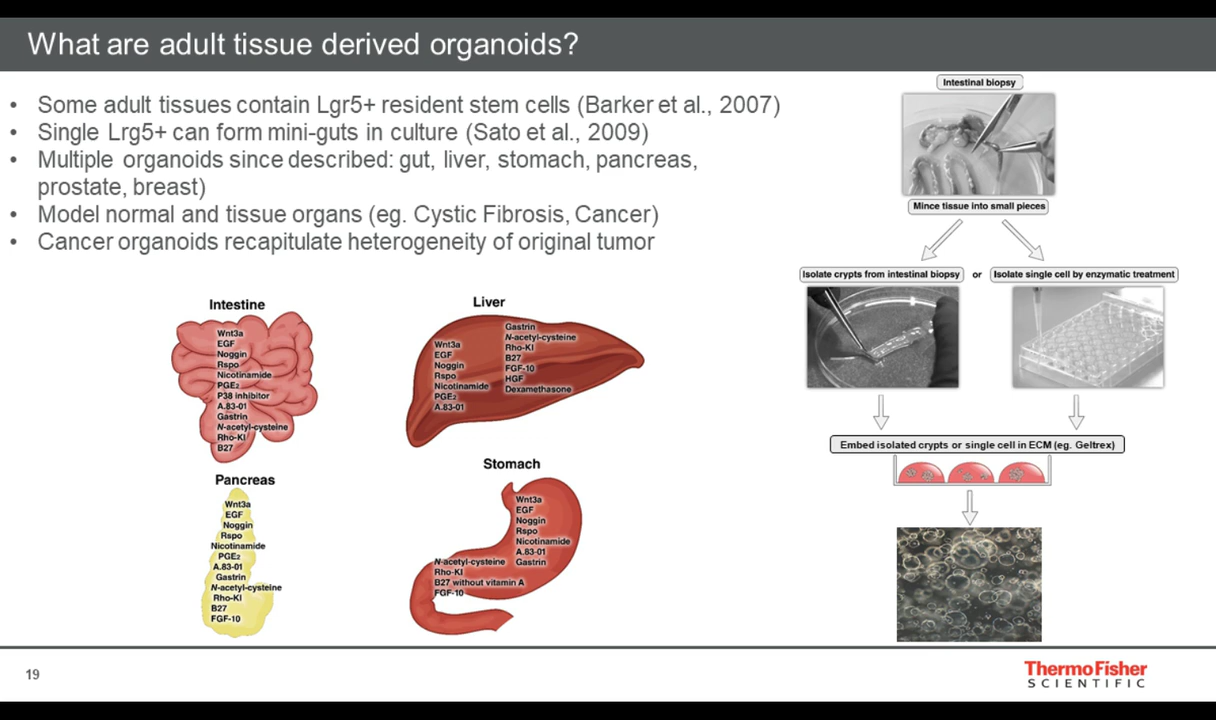 What are adult tissue derived organoids?
• Some adult tissues contain Lgr5+ resident stem cells (Barker et al., 2007)
• Single Lrg5+ can form mini-guts in culture (Sato et al., 2009)
• Multiple organoids since described: gut, liver, stomach, pancreas,
prostate, breast)
• Model normal and tissue organs (eg. Cystic Fibrosis, Cancer)
• Cancer organoids recapitulate heterogeneity of original tumor
Intestine
Wnt3a
EGF
Noggin
Rspo
Nicotinamide
PGE₂
P38 inhibitor
A.83-01
Gastrin
N-acetyl-cysteine
Rho-KI
B27
Liver
Wnt3a
EGF
Noggin
Rspo
Nicotinamide
PGE₂
A.83-01
Gastrin
N-acetyl-cysteine
Rho-KI
B27
FGF-10
HGF
Dexamethasone
Pancreas
Wnt3a
EGF
Noggin
Rspo
Nicotinamide
PGE₂
A.83-01
Gastrin
N-acetyl-cysteine
Rho-KI
B27
FGF-10
Stomach
Wnt3a
EGF
Noggin
Rspo
Nicotinamide
A.83-01
Gastrin
N-acetyl-cysteine
Rho-KI
B27 without vitamin A
FGF-10
Intestinal biopsy
Mince tissue into small pieces
Isolate crypts from intestinal biopsy or Isolate single cell by enzymatic treatment
Embed isolated crypts or single cell in ECM (eg. Geltrex)
19
ThermoFisher
SCIENTIFIC